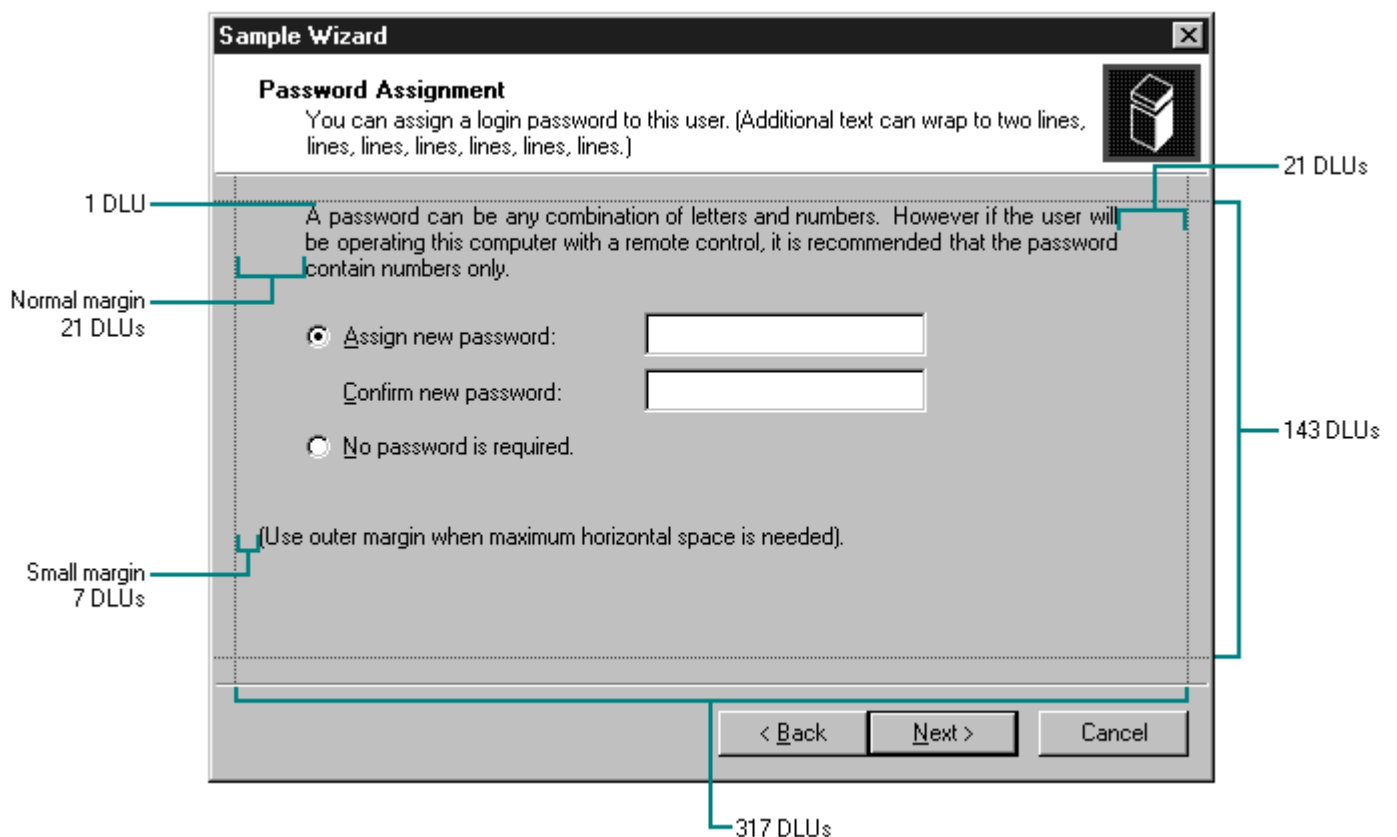 Sample Wizard
Password Assignment
You can assign a login password to this user. (Additional text can wrap to two lines,
lines, lines, lines, lines, lines, lines.)
21 DLUs
1 DLU
A password can be any combination of letters and numbers. However if the user will
be operating this computer with a remote control, it is recommended that the password
contain numbers only.
Normal margin
21 DLUs
Assign new password:
Confirm new password:
143 DLUs
No password is required.
(Use outer margin when maximum horizontal space is needed).
Small margin
7 DLUs
< Back
Next >
Cancel
317 DLUs